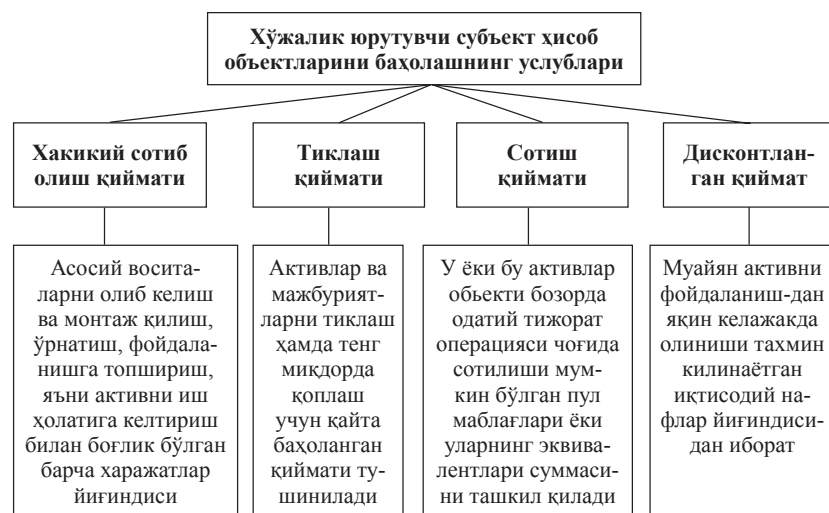 Хўжалик юрутувчи субъект ҳисоб
объектларини баҳолашнинг услублари
Хакикий сотиб
олиш қиймати
Тиклаш
қиймати
Сотиш
қиймати
Дисконтлан-
ган қиймат
Асосий восита-
ларни олиб келиш
ва монтаж қилиш,
ўрнатиш, фойдала-
нишга топшириш,
яъни активни иш
ҳолатига келтириш
билан боғлик бўлган
барча харажатлар
йиғиндиси
Активлар ва
мажбурият-
ларни тиклаш
ҳамда тенг
миқдорда
қоплаш
учун қайта
баҳоланган
қиймати ту-
шинилади
У ёки бу активлар
обьекти бозорда
одатий тижорат
операцияси чоғида
сотилиши мум-
кин бўлган пул
маблағлари ёки
уларнинг эквива-
лентлари суммаси-
ни ташкил қилади
Муайян активни
фойдаланиш-дан
яқин келажакда
олиниши тахмин
килинаётган
иқтисодий на-
флар йиғиндиси-
дан иборат